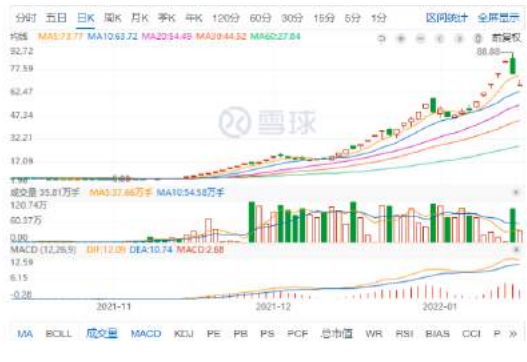 分时 五日 日K 周K 月K 季K 年K 120分 60分 30分 15分 5分 1分 区间统计 全屏显示
均线 MA5:73.77 MA10:63.72 MA20:54.49 MA30:44.52 MA60:27.84 前复权
92.72
88.88
77.59
62.47
47.34
32.21
17.09
1.96
雪球
成交量 35.81万手 MA5:37.66万手 MA10:54.58万手
120.74万
60.37万
0.00
MACD (12,26,9) DIF:12.09 DEA:10.74 MACD:2.68
12.59
6.15
-0.28
2021-11 2021-12 2022-01
MA BOLL 成交量 MACD KDJ PE PB PS PCF 总市值 WR RSI BIAS CCI P »